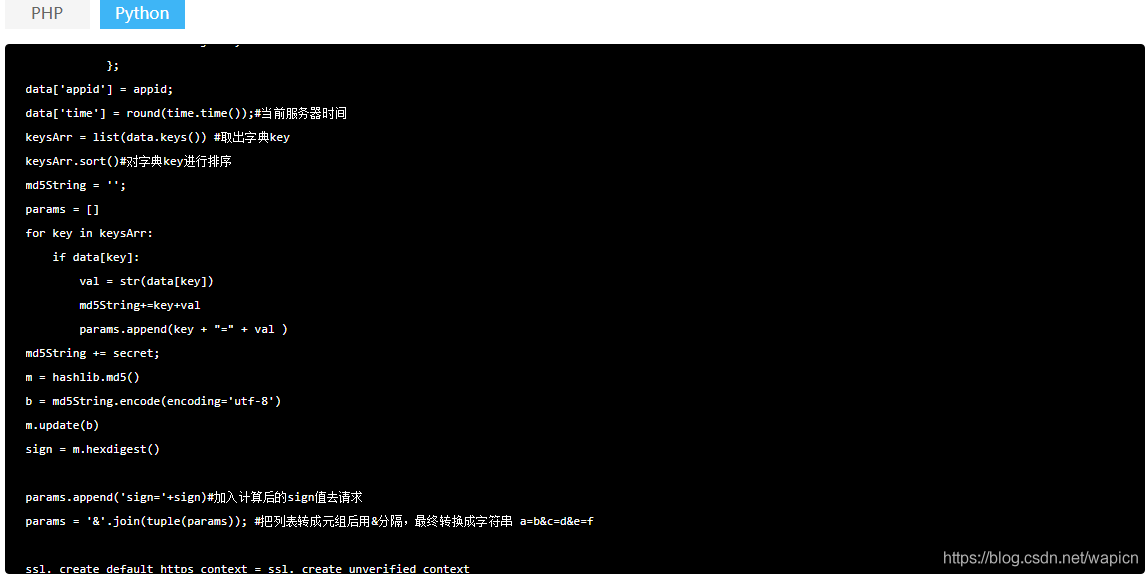 PHP Python
};
data['appid'] = appid;
data['time'] = round(time.time());#当前服务器时间
keysArr = list(data.keys()) #取出字典key
keysArr.sort()#对字典key进行排序
md5String = '';
params = []
for key in keysArr:
if data[key]:
val = str(data[key])
md5String+=key+val
params.append(key + "=" + val )
md5String += secret;
m = hashlib.md5()
b = md5String.encode(encoding='utf-8')
m.update(b)
sign = m.hexdigest()
params.append('sign='+sign)#加入计算后的sign值去请求
params = '&'.join(tuple(params)); #把列表转成元组后用&分隔，最终转换成字符串 a=b&c=d&e=f
ssl._create_default_https_context = ssl._create_unverified_context
https://blog.csdn.net/wapicn